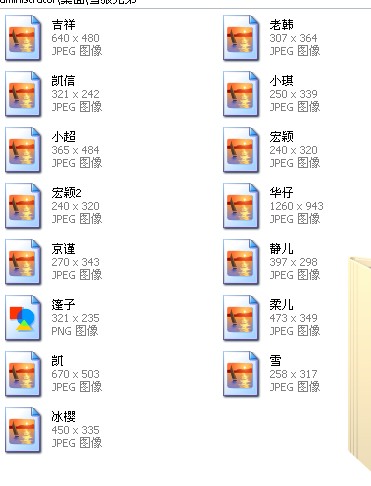 吉祥
640 x 480
JPEG 图像
老韩
307 x 364
JPEG 图像
凯信
321 x 242
JPEG 图像
小琪
250 x 339
JPEG 图像
小超
365 x 484
JPEG 图像
宏颖
240 x 320
JPEG 图像
宏颖2
240 x 320
JPEG 图像
华仔
1260 x 943
JPEG 图像
京谨
270 x 343
JPEG 图像
静儿
397 x 298
JPEG 图像
篷子
321 x 235
PNG 图像
柔儿
473 x 349
JPEG 图像
凯
670 x 503
JPEG 图像
雪
258 x 317
JPEG 图像
冰樱
450 x 335
JPEG 图像